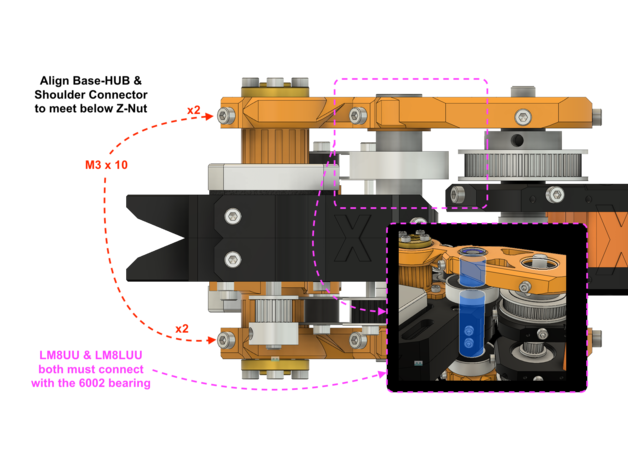 Align Base-HUB &
Shoulder Connector
to meet below Z-Nut
x2
M3 x 10
x2
LM8UU & LM8LUU
both must connect
with the 6002 bearing
X
X